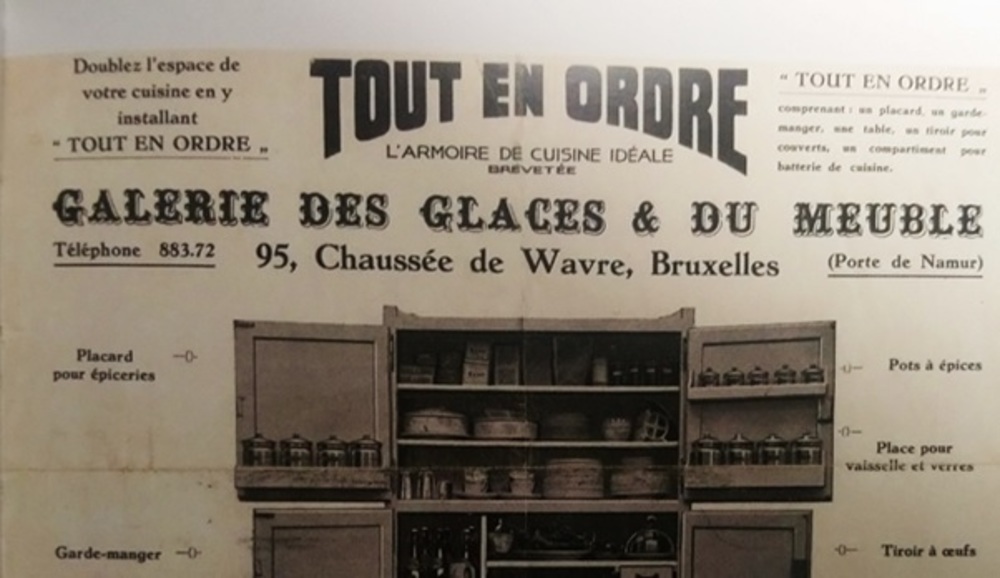 Doublez l'espace de
votre cuisine en y
installant
" TOUT EN ORDRE „
TOUT EN ORDRE
L'ARMOIRE DE CUISINE IDÉALE
BREVETÉE
" TOUT EN ORDRE „
comprenant : un placard, un garde-
manger, une table, un tiroir pour
couverts, un compartiment pour
batterie de cuisine.
GALERIE DES GLACES & DU MEUBLE
Téléphone 883.72
95, Chaussée de Wavre, Bruxelles
(Porte de Namur)
Placard
pour épiceries
Pots à épices
Place pour
vaisselle et verres
Garde-manger
Tiroir à œufs